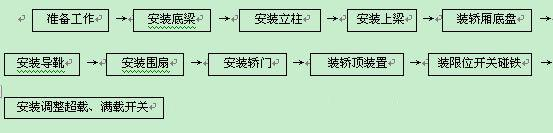 准备工作 → 安装底梁 → 安装立柱 → 安装上梁 → 装轿厢底盘 →
安装导靴 → 安装围扇 → 安装轿门 → 装轿顶装置 → 装限位开关碰铁 →
安装调整超载、满载开关